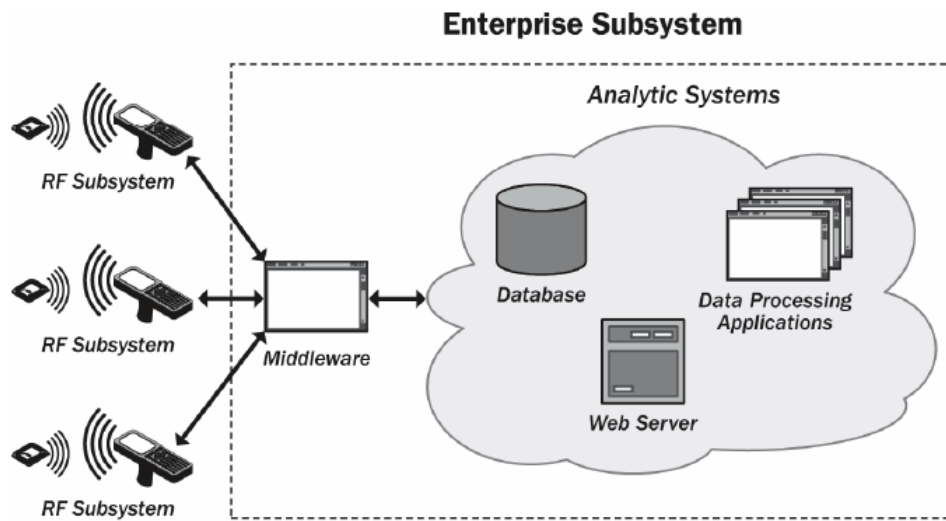 Enterprise Subsystem
Analytic Systems
RF Subsystem
Database
Data Processing
Applications
RF Subsystem
Middleware
Web Server
RF Subsystem